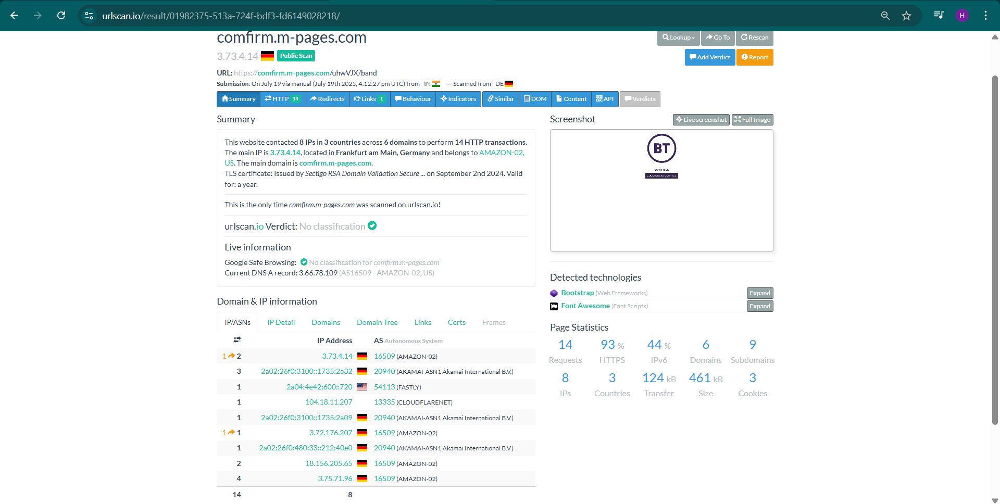 urlscan.io/result/01982375-513a-724f-bdf3-fd6149028218/
H
comfirm.m-pages.com
Lookup
Go To
Rescan
3.73.4.14 Public Scan
Add Verdict
Report
URL: https://comfirm.m-pages.com/uhwVJX/band
Submission: On July 19 via manual (July 19th 2025, 4:12:27 pm UTC) from IN — Scanned from DE
Summary HTTP 14 Redirects Links 1 Behaviour Indicators Similar DOM Content API Verdicts
Summary
This website contacted 8 IPs in 3 countries across 6 domains to perform 14 HTTP transactions.
The main IP is 3.73.4.14, located in Frankfurt am Main, Germany and belongs to AMAZON-02,
US. The main domain is comfirm.m-pages.com.
TLS certificate: Issued by Sectigo RSA Domain Validation Secure ... on September 2nd 2024. Valid
for: a year.
This is the only time comfirm.m-pages.com was scanned on urlscan.io!
urlscan.io Verdict: No classification
Live information
Google Safe Browsing: No classification for comfirm.m-pages.com
Current DNS A record: 3.66.78.109 (AS16509 - AMAZON-02, US)
Domain & IP information
IP/ASNs IP Detail Domains Domain Tree Links Certs Frames
IP Address AS Autonomous System
1 2 3.73.4.14 16509 (AMAZON-02)
3 2a02:26f0:3100::1735:2a32 20940 (AKAMAI-ASN1 Akamai International B.V.)
1 2a04:4e42:600::720 54113 (FASTLY)
1 104.18.11.207 13335 (CLOUDFLARENET)
1 2a02:26f0:3100::1735:2a09 20940 (AKAMAI-ASN1 Akamai International B.V.)
1 1 3.72.176.207 16509 (AMAZON-02)
1 2a02:26f0:480:33::212:40e0 20940 (AKAMAI-ASN1 Akamai International B.V.)
2 18.156.205.65 16509 (AMAZON-02)
4 3.75.71.96 16509 (AMAZON-02)
14 8
Screenshot
Live screenshot
Full Image
BT
Switch To EE
CLICK HERE TO CONTINUE
Detected technologies
Bootstrap (Web Frameworks) Expand
Font Awesome (Font Scripts) Expand
Page Statistics
14 93 % 44 % 6 9
Requests HTTPS IPv6 Domains Subdomains
8 3 124 kB 461 kB 3
IPs Countries Transfer Size Cookies